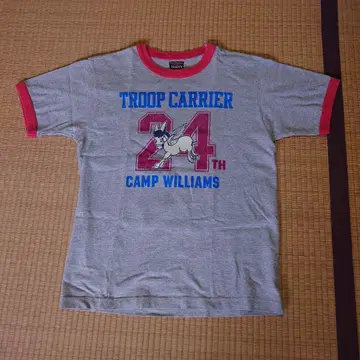 TROOP CARRIER
24TH
CAMP WILLIAMS